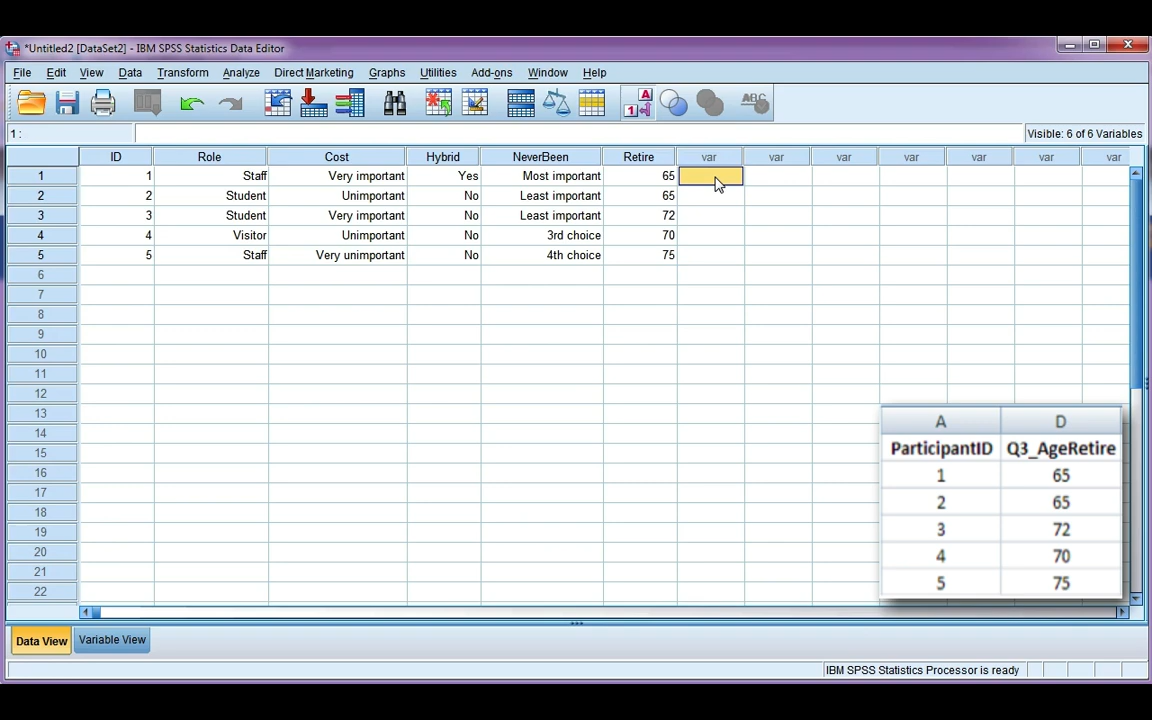 *Untitled2 [DataSet2] - IBM SPSS Statistics Data Editor
File Edit View Data Transform Analyze Direct Marketing Graphs Utilities Add-ons Window Help
1 : Visible: 6 of 6 Variables
ID Role Cost Hybrid NeverBeen Retire var var var var var var var
1 1 Staff Very important Yes Most important 65
2 2 Student Unimportant No Least important 65
3 3 Student Very important No Least important 72
4 4 Visitor Unimportant No 3rd choice 70
5 5 Staff Very unimportant No 4th choice 75
6
7
8
9
10
11
12
13
14
15
16
17
18
19
20
21
22
A D
ParticipantID Q3_AgeRetire
1 65
2 65
3 72
4 70
5 75
Data View Variable View
IBM SPSS Statistics Processor is ready